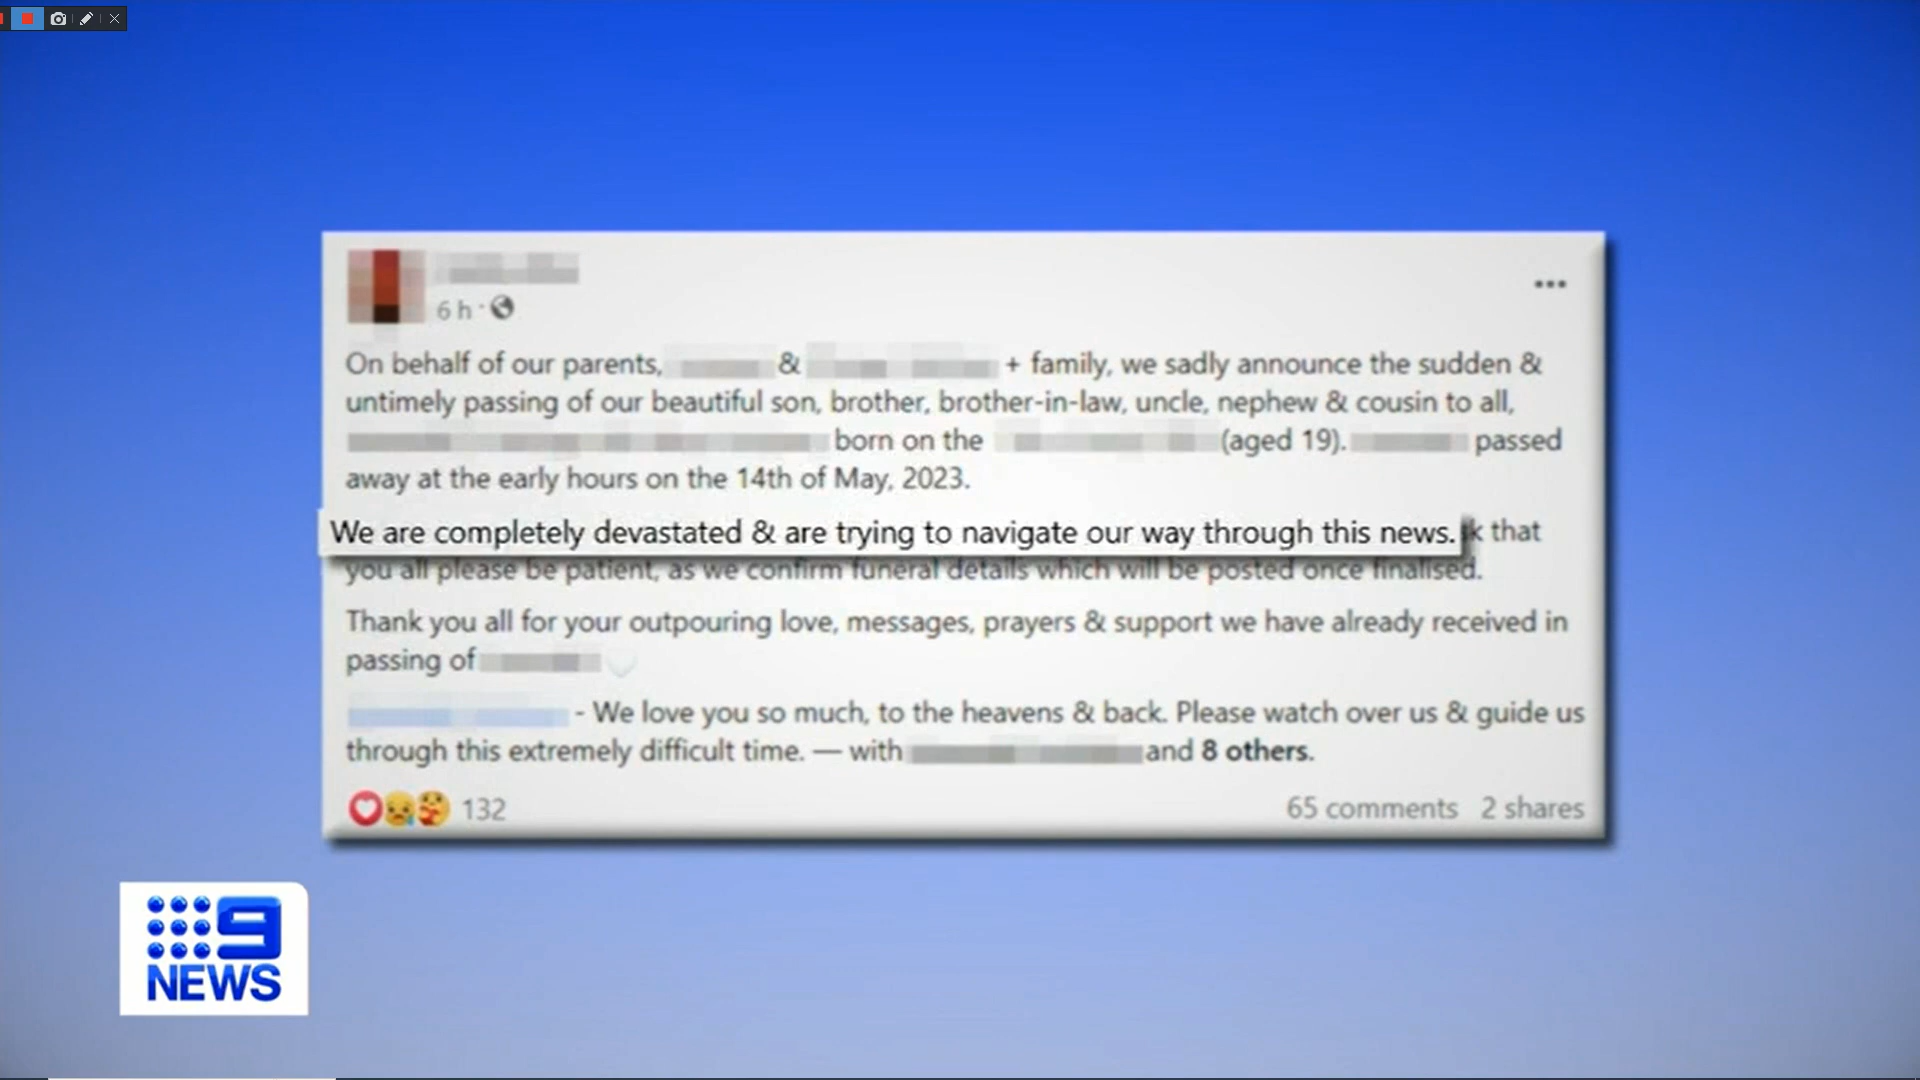 6 h ·
On behalf of our parents, & + family, we sadly announce the sudden &
untimely passing of our beautiful son, brother, brother-in-law, uncle, nephew & cousin to all,
born on the (aged 19). passed
away at the early hours on the 14th of May, 2023.
We are completely devastated & are trying to navigate our way through this news. that
you all please be patient, as we confirm funeral details which will be posted once finalised.
Thank you all for your outpouring love, messages, prayers & support we have already received in
passing of
- We love you so much, to the heavens & back. Please watch over us & guide us
through this extremely difficult time. — with and 8 others.
132 65 comments 2 shares
9
NEWS